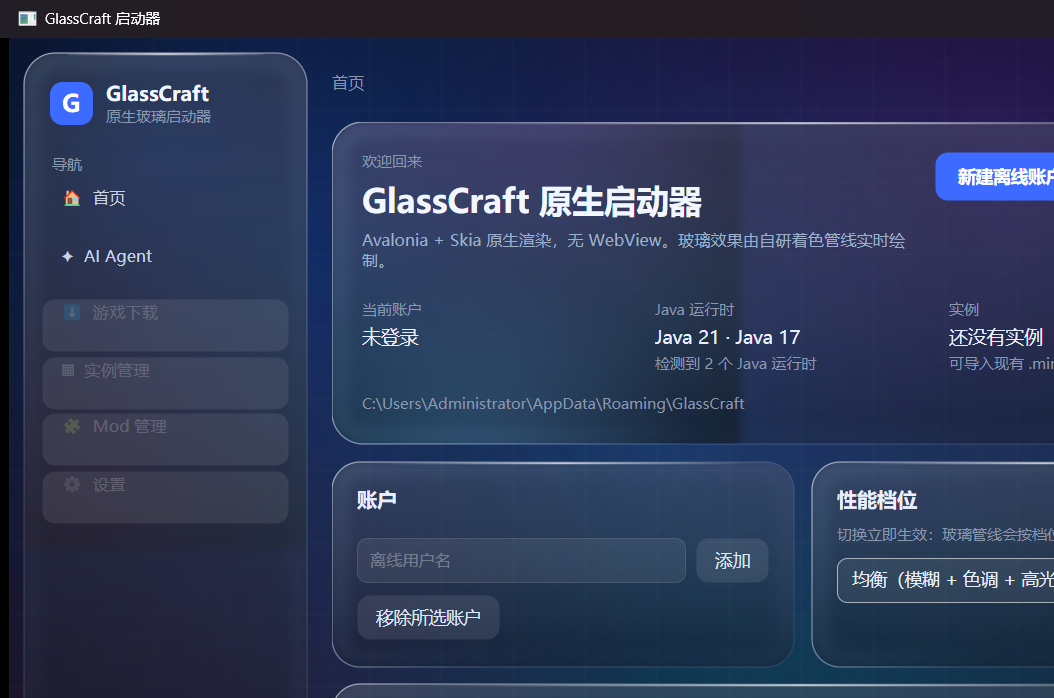 GlassCraft 启动器
G
GlassCraft
原生玻璃启动器
导航
首页
AI Agent
游戏下载
实例管理
Mod 管理
设置
首页
欢迎回来
GlassCraft 原生启动器
新建离线账户
Avalonia + Skia 原生渲染，无 WebView。玻璃效果由自研着色管线实时绘
制。
当前账户
未登录
Java 运行时
Java 21 · Java 17
检测到 2 个 Java 运行时
实例
还没有实例
可导入现有 .min
C:\Users\Administrator\AppData\Roaming\GlassCraft
账户
离线用户名
添加
移除所选账户
性能档位
切换立即生效：玻璃管线会按档位
均衡（模糊 + 色调 + 高光